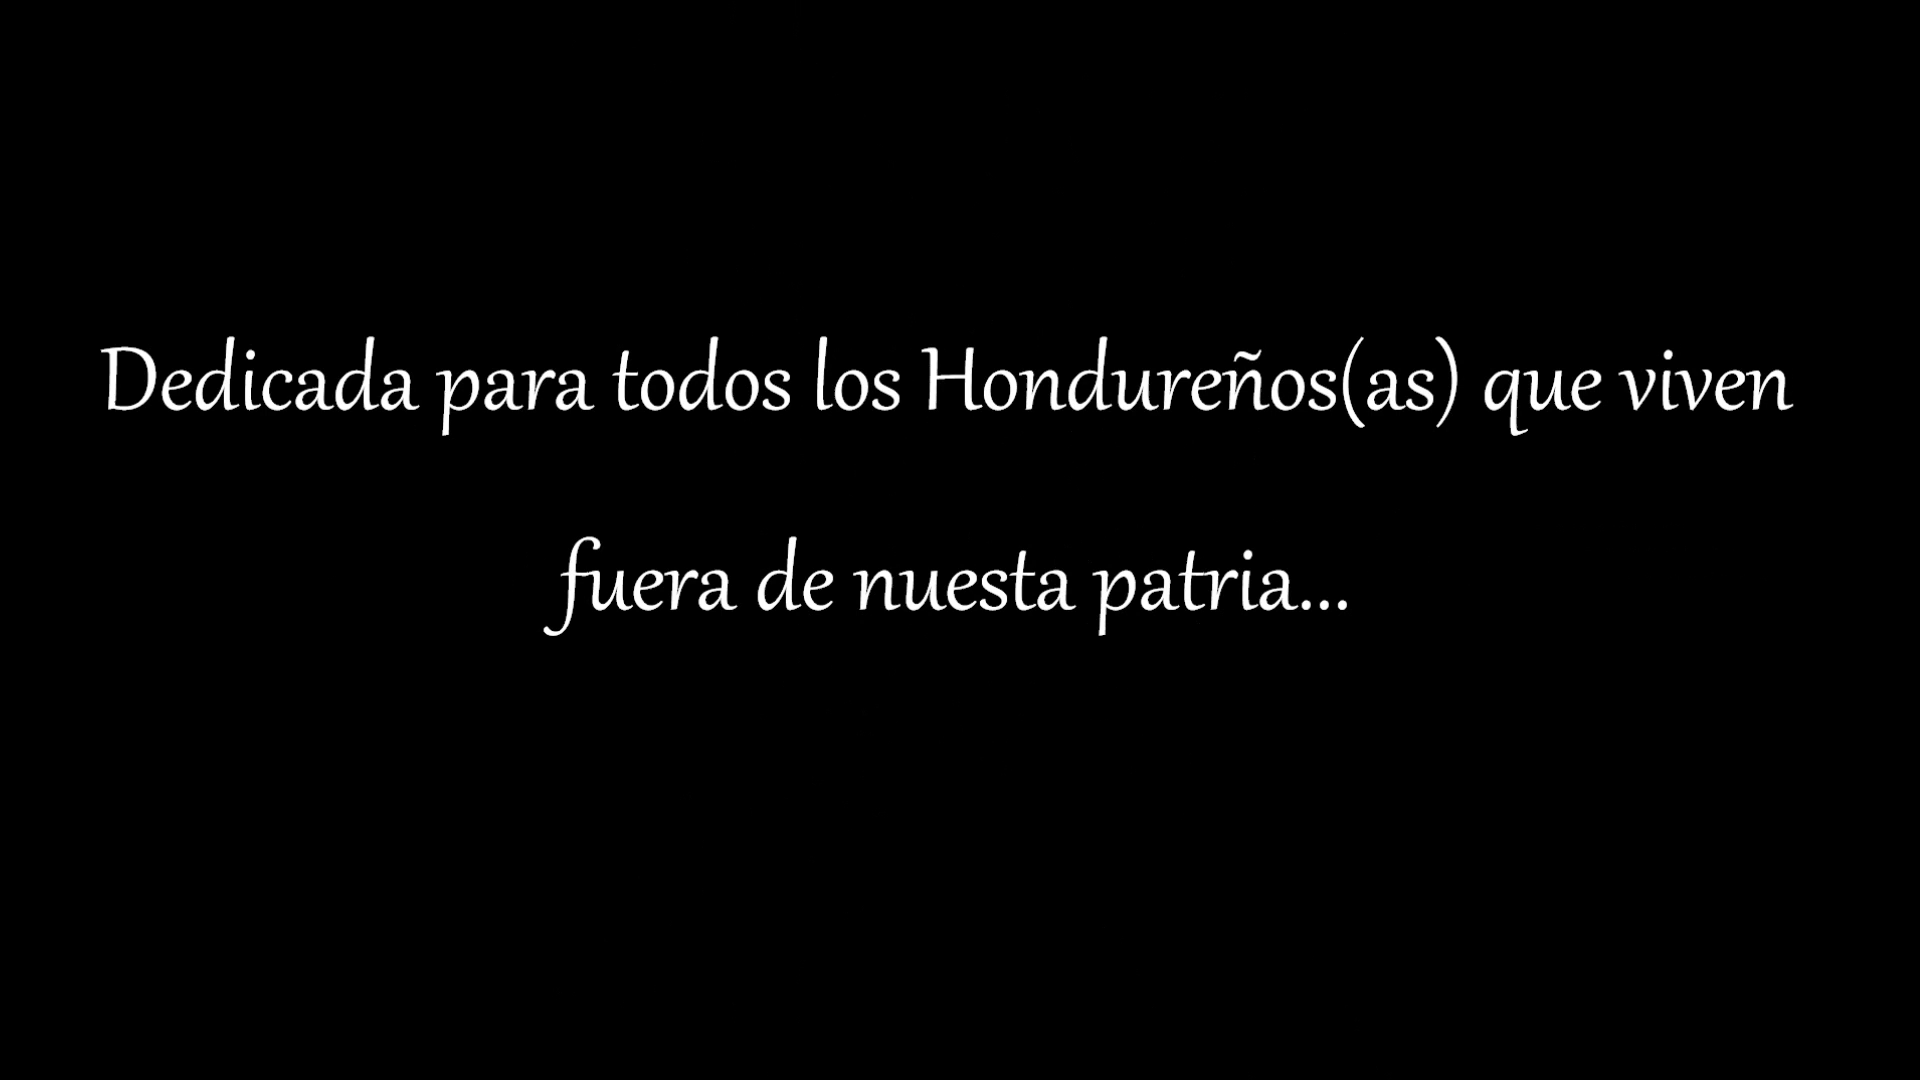 Dedicada para todos los Hondureños(as) que viven
fuera de nuesta patria...